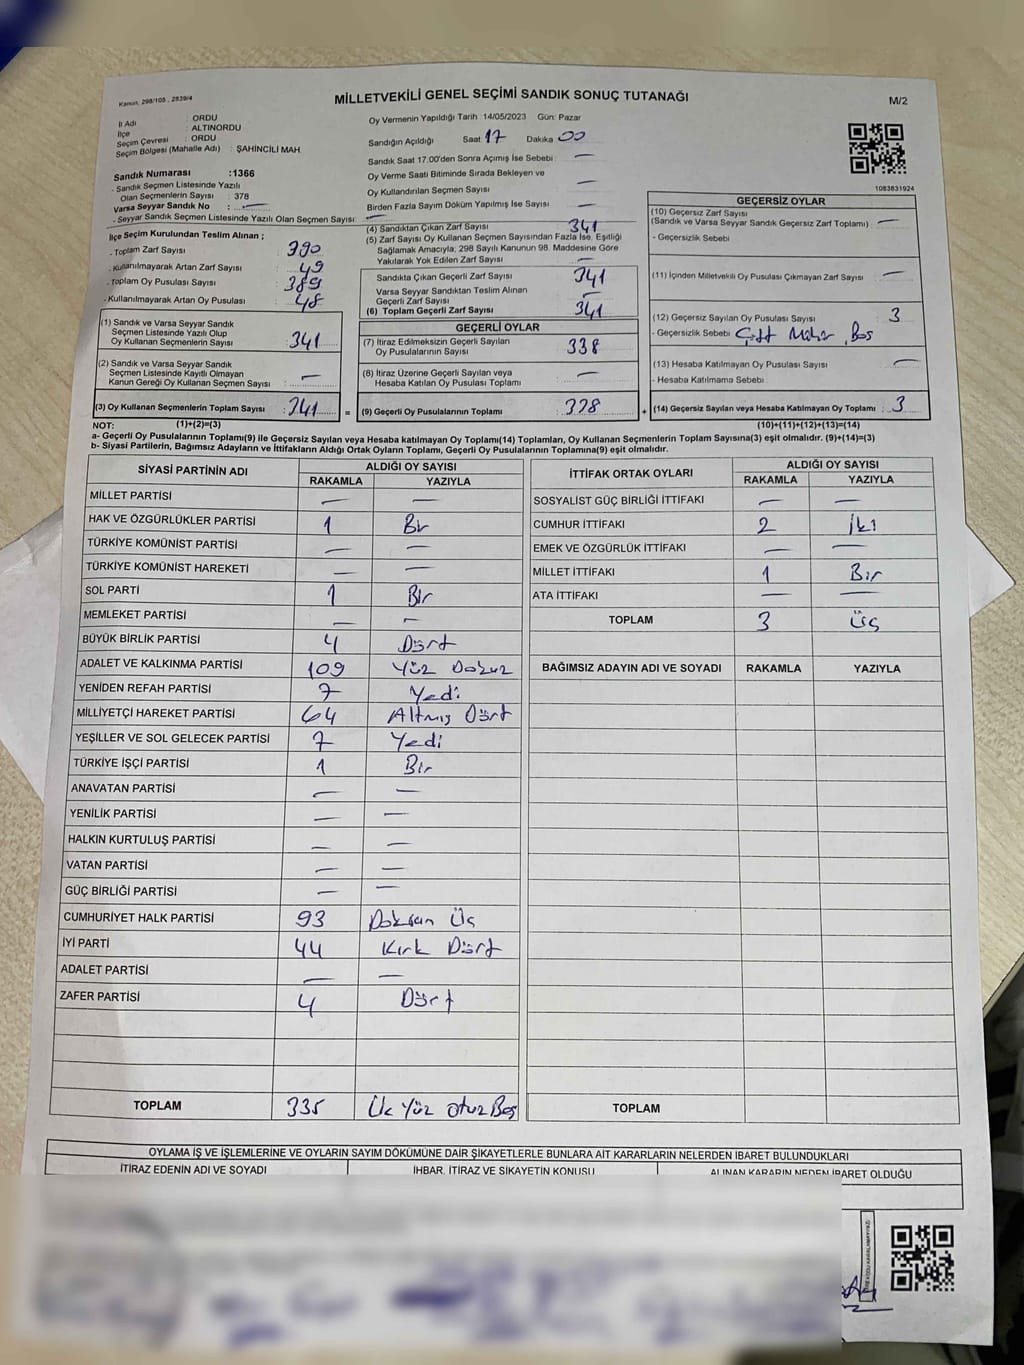 Kanun, 298/105 , 2839/4
MİLLETVEKİLİ GENEL SEÇİMİ SANDIK SONUÇ TUTANAĞI
M/2
İl Adı : ORDU
İlçe : ALTINORDU
Seçim Çevresi : ORDU
Seçim Bölgesi (Mahalle Adı) : ŞAHİNCİLİ MAH.
Sandık Numarası :1366
- Sandık Seçmen Listesinde Yazılı
Olan Seçmenlerin Sayısı : 378
Varsa Seyyar Sandık No : —
- Seyyar Sandık Seçmen Listesinde Yazılı Olan Seçmen Sayısı: —
Oy Vermenin Yapıldığı Tarih :14/05/2023 Gün: Pazar
Sandığın Açıldığı Saat 17 Dakika 00
Sandık Saat 17:00'den Sonra Açımış İse Sebebi : —
Oy Verme Saati Bitiminde Sırada Bekleyen ve
Oy Kullandırılan Seçmen Sayısı : —
Birden Fazla Sayım Döküm Yapılmış İse Sayısı : —
1083631924
İlçe Seçim Kurulundan Teslim Alınan ;
- Toplam Zarf Sayısı : 390
- Kullanılmayarak Artan Zarf Sayısı : 49
- Toplam Oy Pusulası Sayısı : 389
- Kullanılmayarak Artan Oy Pusulası : 48
(1) Sandık ve Varsa Seyyar Sandık
Seçmen Listesinde Yazılı Olup
Oy Kullanan Seçmenlerin Sayısı : 341
(2) Sandık ve Varsa Seyyar Sandık
Seçmen Listesinde Kayıtlı Olmayan
Kanun Gereği Oy Kullanan Seçmen Sayısı : —
(3) Oy Kullanan Seçmenlerin Toplam Sayısı : 341 =
(1)+(2)=(3)
(4) Sandıktan Çıkan Zarf Sayısı : 341
(5) Zarf Sayısı Oy Kullanan Seçmen Sayısından Fazla İse, Eşitliği
Sağlamak Amacıyla, 298 Sayılı Kanunun 98. Maddesine Göre
Yakılarak Yok Edilen Zarf Sayısı : —
Sandıkta Çıkan Geçerli Zarf Sayısı : 341
Varsa Seyyar Sandıktan Teslim Alınan
Geçerli Zarf Sayısı : —
(6) Toplam Geçerli Zarf Sayısı : 341
GEÇERLİ OYLAR
(7) İtiraz Edilmeksizin Geçerli Sayılan
Oy Pusulalarının Sayısı : 338
(8) İtiraz Üzerine Geçerli Sayılan veya
Hesaba Katılan Oy Pusulası Toplamı : —
(9) Geçerli Oy Pusulalarının Toplamı : 338 +
GEÇERSİZ OYLAR
(10) Geçersiz Zarf Sayısı
(Sandık ve Varsa Seyyar Sandık Geçersiz Zarf Toplamı) : —
- Geçersizlik Sebebi
(11) İçinden Milletvekili Oy Pusulası Çıkmayan Zarf Sayısı : —
(12) Geçersiz Sayılan Oy Pusulası Sayısı : 3
- Geçersizlik Sebebi Çift Mühür, Boş
(13) Hesaba Katılmayan Oy Pusulası Sayısı : —
- Hesaba Katılmama Sebebi
(14) Geçersiz Sayılan veya Hesaba Katılmayan Oy Toplamı : 3
(10)+(11)+(12)+(13)=(14)
NOT:
a- Geçerli Oy Pusulalarının Toplamı(9) ile Geçersiz Sayılan veya Hesaba katılmayan Oy Toplamı(14) Toplamları, Oy Kullanan Seçmenlerin Toplam Sayısına(3) eşit olmalıdır. (9)+(14)=(3)
b- Siyasi Partilerin, Bağımsız Adayların ve İttifakların Aldığı Ortak Oyların Toplamı, Geçerli Oy Pusulalarının Toplamına(9) eşit olmalıdır.
SİYASİ PARTİNİN ADI ALDIĞI OY SAYISI
RAKAMLA YAZIYLA
MİLLET PARTİSİ — —
HAK VE ÖZGÜRLÜKLER PARTİSİ 1 Bir
TÜRKİYE KOMÜNİST PARTİSİ — —
TÜRKİYE KOMÜNİST HAREKETİ — —
SOL PARTİ 1 Bir
MEMLEKET PARTİSİ — —
BÜYÜK BİRLİK PARTİSİ 4 Dört
ADALET VE KALKINMA PARTİSİ 109 Yüz Dokuz
YENİDEN REFAH PARTİSİ 7 Yedi
MİLLİYETÇİ HAREKET PARTİSİ 64 Altmış Dört
YEŞİLLER VE SOL GELECEK PARTİSİ 7 Yedi
TÜRKİYE İŞÇİ PARTİSİ 1 Bir
ANAVATAN PARTİSİ — —
YENİLİK PARTİSİ — —
HALKIN KURTULUŞ PARTİSİ — —
VATAN PARTİSİ — —
GÜÇ BİRLİĞİ PARTİSİ — —
CUMHURİYET HALK PARTİSİ 93 Doksan Üç
İYİ PARTİ 44 Kırk Dört
ADALET PARTİSİ — —
ZAFER PARTİSİ 4 Dört
TOPLAM 335 Üç Yüz Otuz Beş
İTTİFAK ORTAK OYLARI ALDIĞI OY SAYISI
RAKAMLA YAZIYLA
SOSYALİST GÜÇ BİRLİĞİ İTTİFAKI — —
CUMHUR İTTİFAKI 2 İki
EMEK VE ÖZGÜRLÜK İTTİFAKI — —
MİLLET İTTİFAKI 1 Bir
ATA İTTİFAKI — —
TOPLAM 3 Üç
BAĞIMSIZ ADAYIN ADI VE SOYADI RAKAMLA YAZIYLA
TOPLAM
OYLAMA İŞ VE İŞLEMLERİNE VE OYLARIN SAYIM DÖKÜMÜNE DAİR ŞİKAYETLERLE BUNLARA AİT KARARLARIN NELERDEN İBARET BULUNDUKLARI
İTİRAZ EDENİN ADI VE SOYADI İHBAR, İTİRAZ VE ŞİKAYETİN KONUSU ALINAN KARARIN NEDEN İBARET OLDUĞU